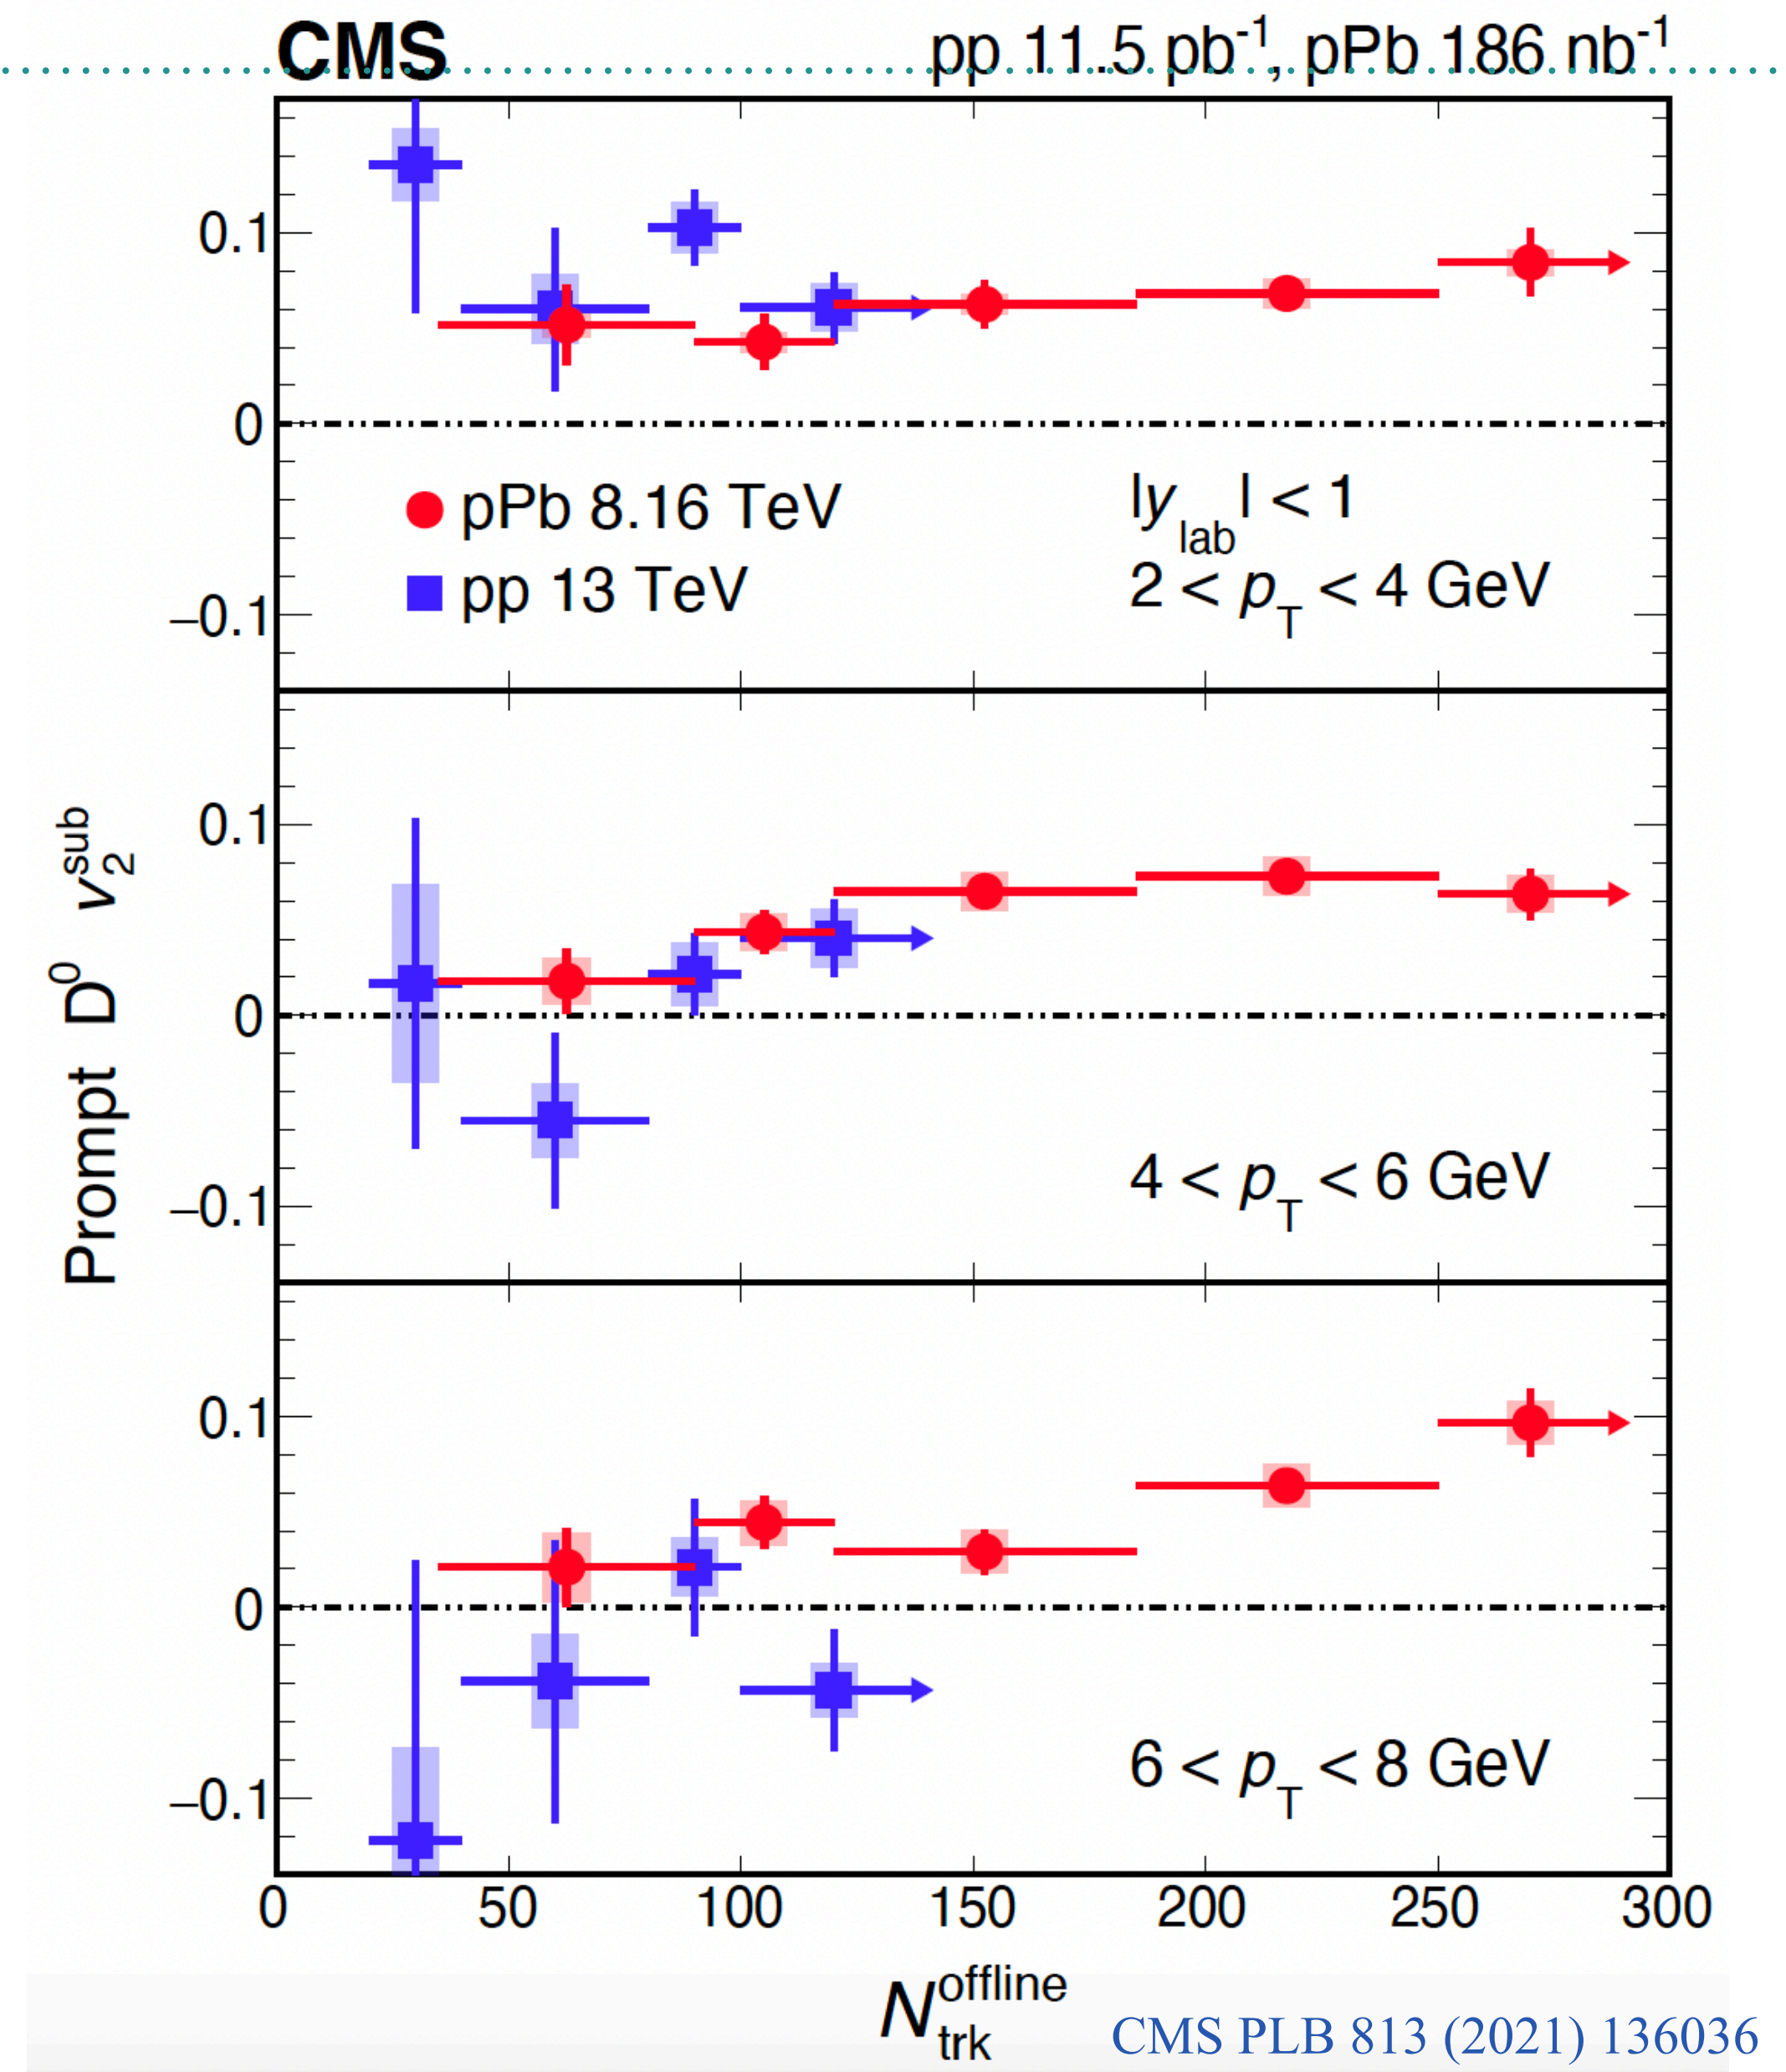 CMS pp 11.5 pb-1, pPb 186 nb-1
0.1
0
−0.1
pPb 8.16 TeV
pp 13 TeV
|ylab| < 1
2 < pT < 4 GeV
Prompt D0 v2sub
0.1
0
−0.1
4 < pT < 6 GeV
0.1
0
−0.1
6 < pT < 8 GeV
0 50 100 150 200 250 300
Ntrkoffline
CMS PLB 813 (2021) 136036